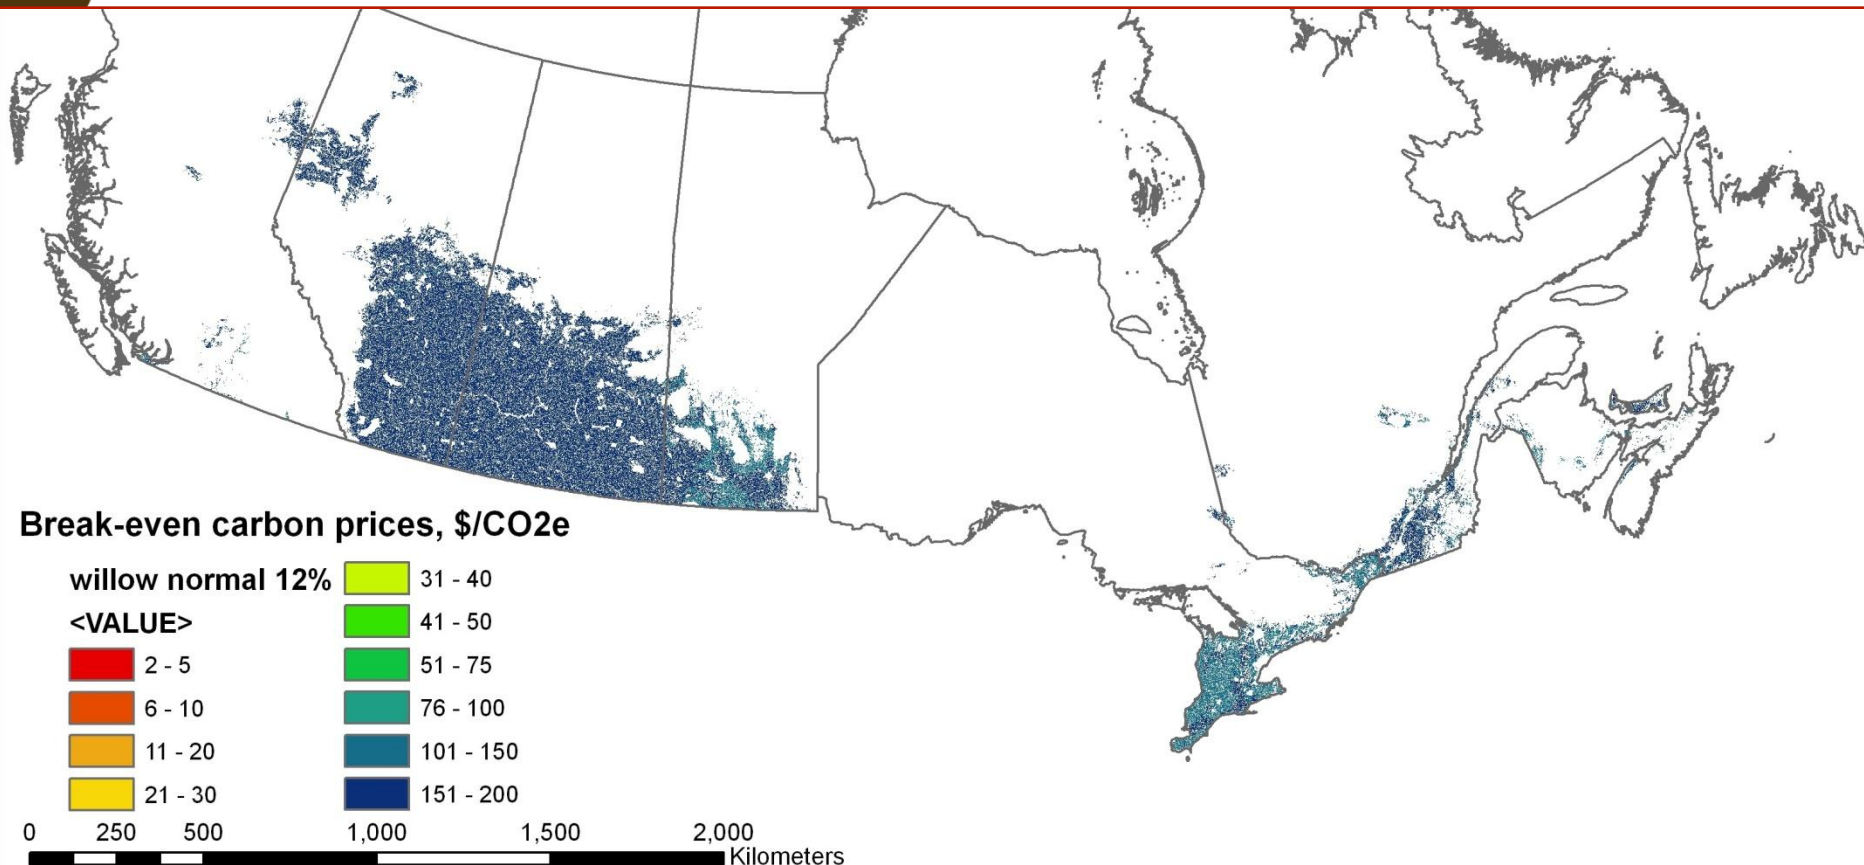 Break-even carbon prices, $/CO2e
willow normal 12%
<VALUE>
2 - 5
6 - 10
11 - 20
21 - 30
31 - 40
41 - 50
51 - 75
76 - 100
101 - 150
151 - 200
0 250 500 1,000 1,500 2,000
Kilometers